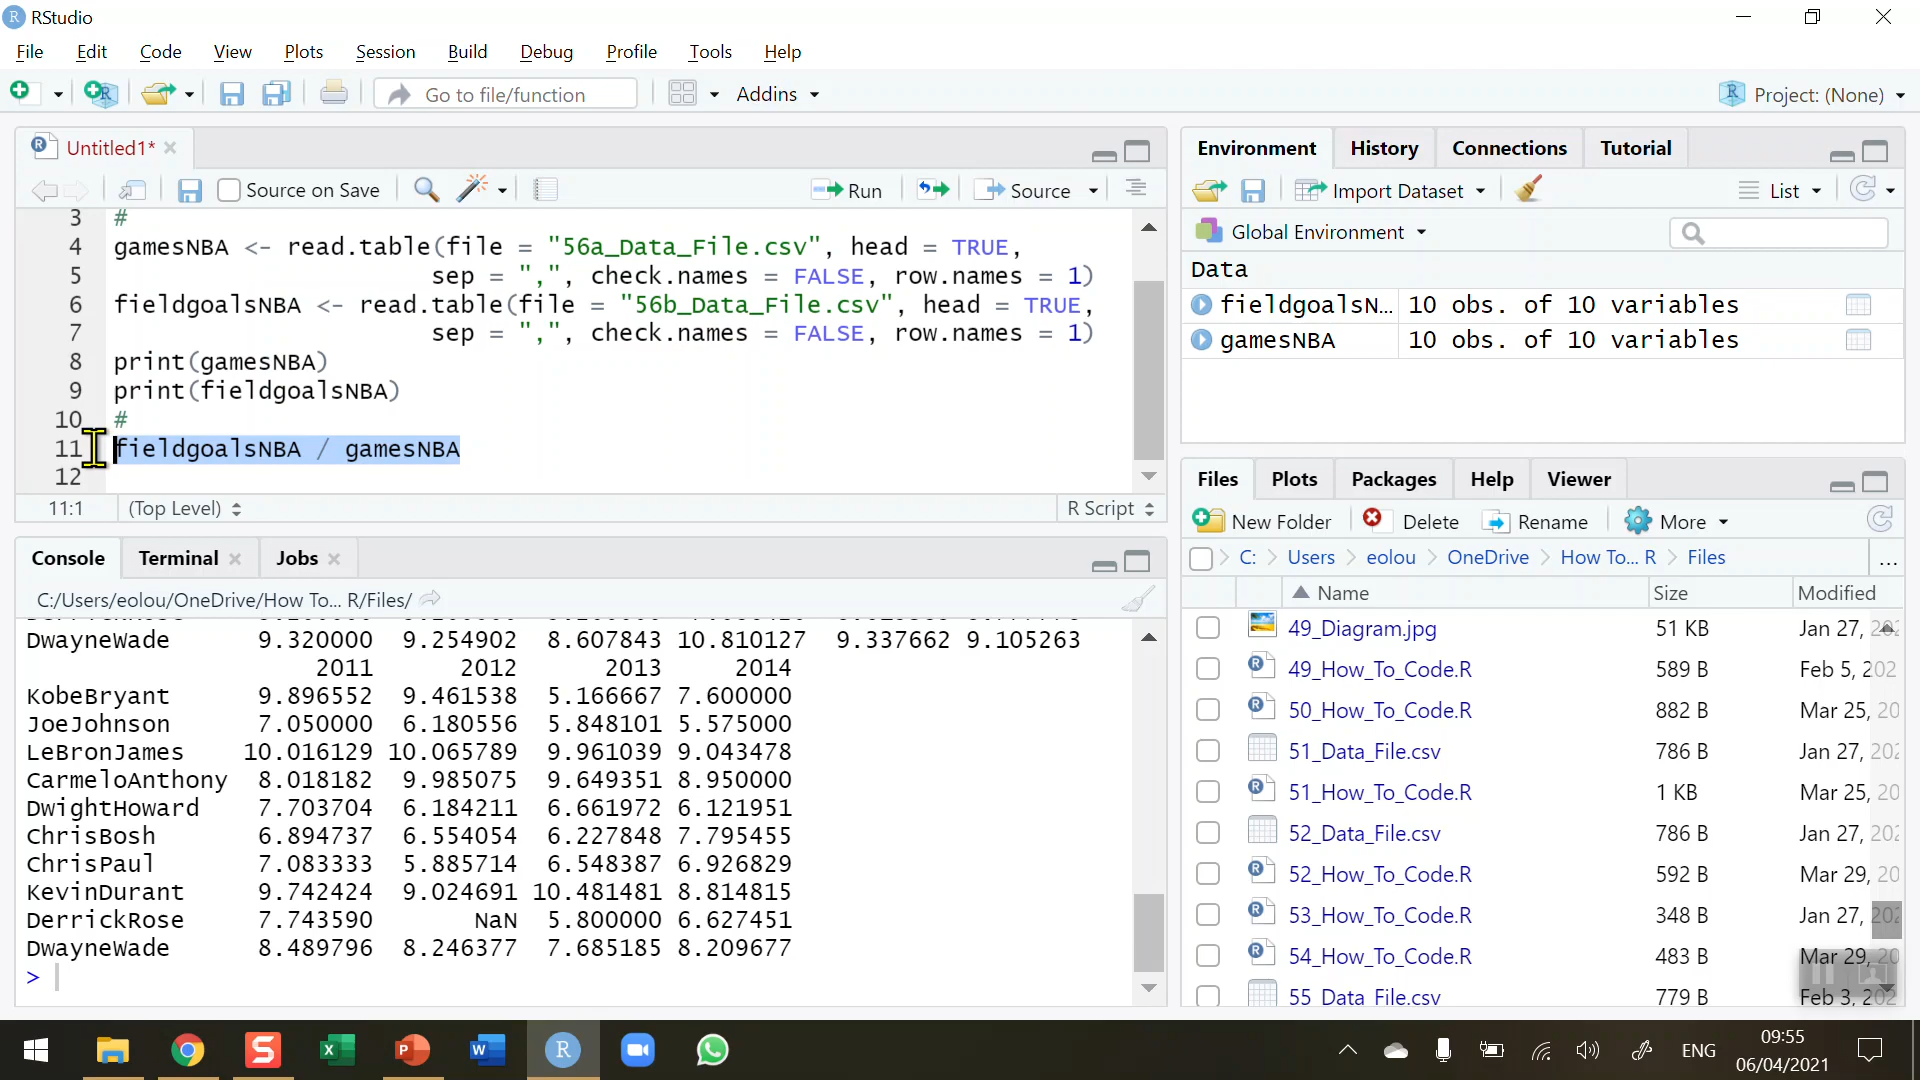 RStudio
File Edit Code View Plots Session Build Debug Profile Tools Help
Go to file/function Addins Project: (None)
Untitled1*
Source on Save Run Source
3 #
4 gamesNBA <- read.table(file = "56a_Data_File.csv", head = TRUE,
5 sep = ",", check.names = FALSE, row.names = 1)
6 fieldgoalsNBA <- read.table(file = "56b_Data_File.csv", head = TRUE,
7 sep = ",", check.names = FALSE, row.names = 1)
8 print(gamesNBA)
9 print(fieldgoalsNBA)
10 #
11 fieldgoalsNBA / gamesNBA
12
11:1 (Top Level) R Script
Console Terminal Jobs
C:/Users/eolou/OneDrive/How To... R/Files/
DwayneWade 9.320000 9.254902 8.607843 10.810127 9.337662 9.105263
2011 2012 2013 2014
KobeBryant 9.896552 9.461538 5.166667 7.600000
JoeJohnson 7.050000 6.180556 5.848101 5.575000
LeBronJames 10.016129 10.065789 9.961039 9.043478
CarmeloAnthony 8.018182 9.985075 9.649351 8.950000
DwightHoward 7.703704 6.184211 6.661972 6.121951
ChrisBosh 6.894737 6.554054 6.227848 7.795455
ChrisPaul 7.083333 5.885714 6.548387 6.926829
KevinDurant 9.742424 9.024691 10.481481 8.814815
DerrickRose 7.743590 NaN 5.800000 6.627451
DwayneWade 8.489796 8.246377 7.685185 8.209677
>
Environment History Connections Tutorial
Import Dataset List
Global Environment
Data
fieldgoalsN... 10 obs. of 10 variables
gamesNBA 10 obs. of 10 variables
Files Plots Packages Help Viewer
New Folder Delete Rename More
C: Users eolou OneDrive How To... R Files ...
Name Size Modified
49_Diagram.jpg 51 KB Jan 27, 202
49_How_To_Code.R 589 B Feb 5, 202
50_How_To_Code.R 882 B Mar 25, 20
51_Data_File.csv 786 B Jan 27, 202
51_How_To_Code.R 1 KB Mar 25, 20
52_Data_File.csv 786 B Jan 27, 202
52_How_To_Code.R 592 B Mar 29, 20
53_How_To_Code.R 348 B Jan 27, 202
54_How_To_Code.R 483 B Mar 29, 20
55_Data_File.csv 779 B Feb 3, 202
ENG
09:55
06/04/2021